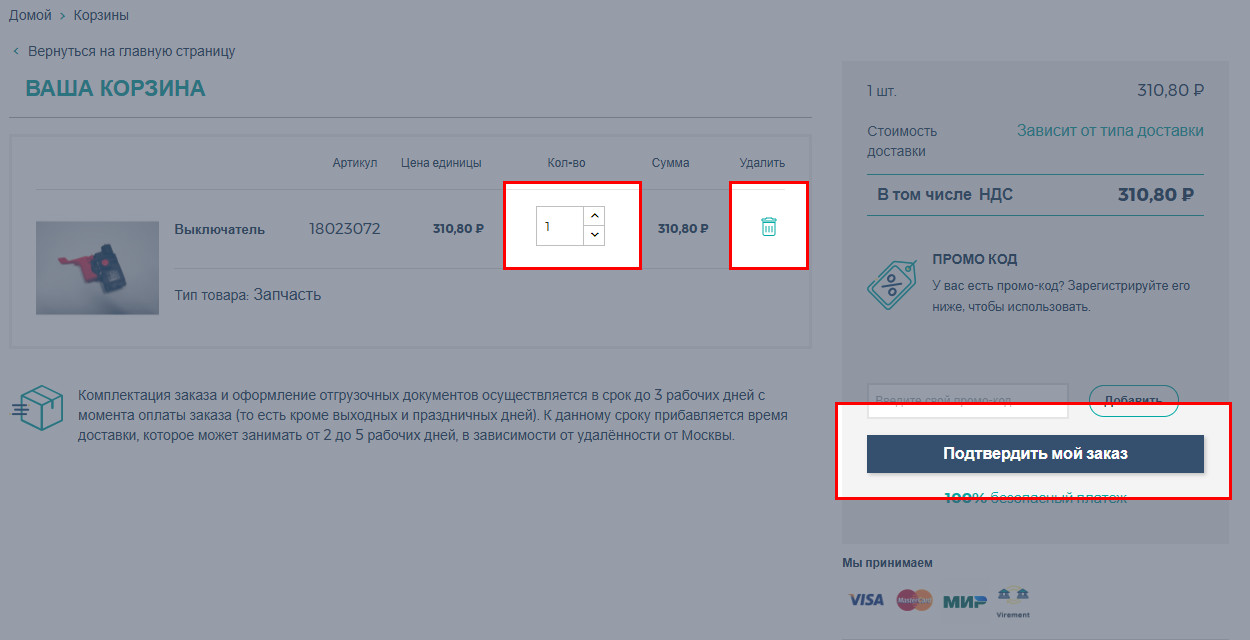 Домой › Корзины
‹ Вернуться на главную страницу
ВАША КОРЗИНА
Артикул Цена единицы Кол-во Сумма Удалить
Выключатель 18023072 310,80 ₽ 1 310,80 ₽
Тип товара: Запчасть
Комплектация заказа и оформление отгрузочных документов осуществляется в срок до 3 рабочих дней с
момента оплаты заказа (то есть кроме выходных и праздничных дней). К данному сроку прибавляется время
доставки, которое может занимать от 2 до 5 рабочих дней, в зависимости от удалённости от Москвы.
1 шт. 310,80 ₽
Стоимость
доставки
Зависит от типа доставки
В том числе НДС 310,80 ₽
ПРОМО КОД
У вас есть промо-код? Зарегистрируйте его
ниже, чтобы использовать.
Введите свой промо-код Добавить
Подтвердить мой заказ
100% безопасный платеж
Мы принимаем
VISA MasterCard МИР Virement